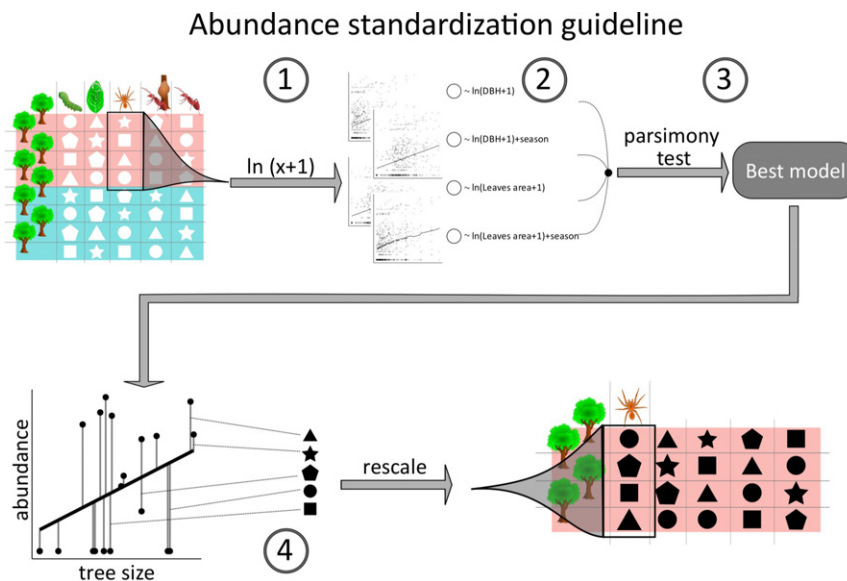 Abundance standardization guideline
1
2
3
ln (x+1)
~ ln(DBH+1)
~ ln(DBH+1)+season
~ ln(Leaves area+1)
~ ln(Leaves area+1)+season
parsimony
test
Best model
abundance
tree size
4
rescale